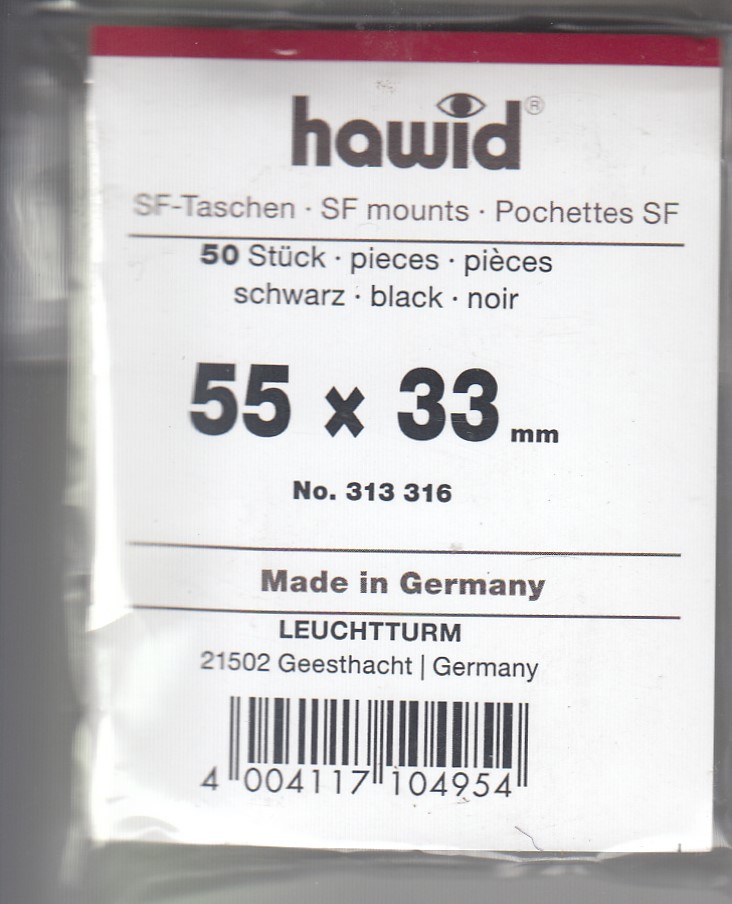 hawid®
SF-Taschen · SF mounts · Pochettes SF
50 Stück · pieces · pièces
schwarz · black · noir
55 x 33 mm
No. 313 316
Made in Germany
LEUCHTTURM
21502 Geesthacht | Germany
4 004117 104954